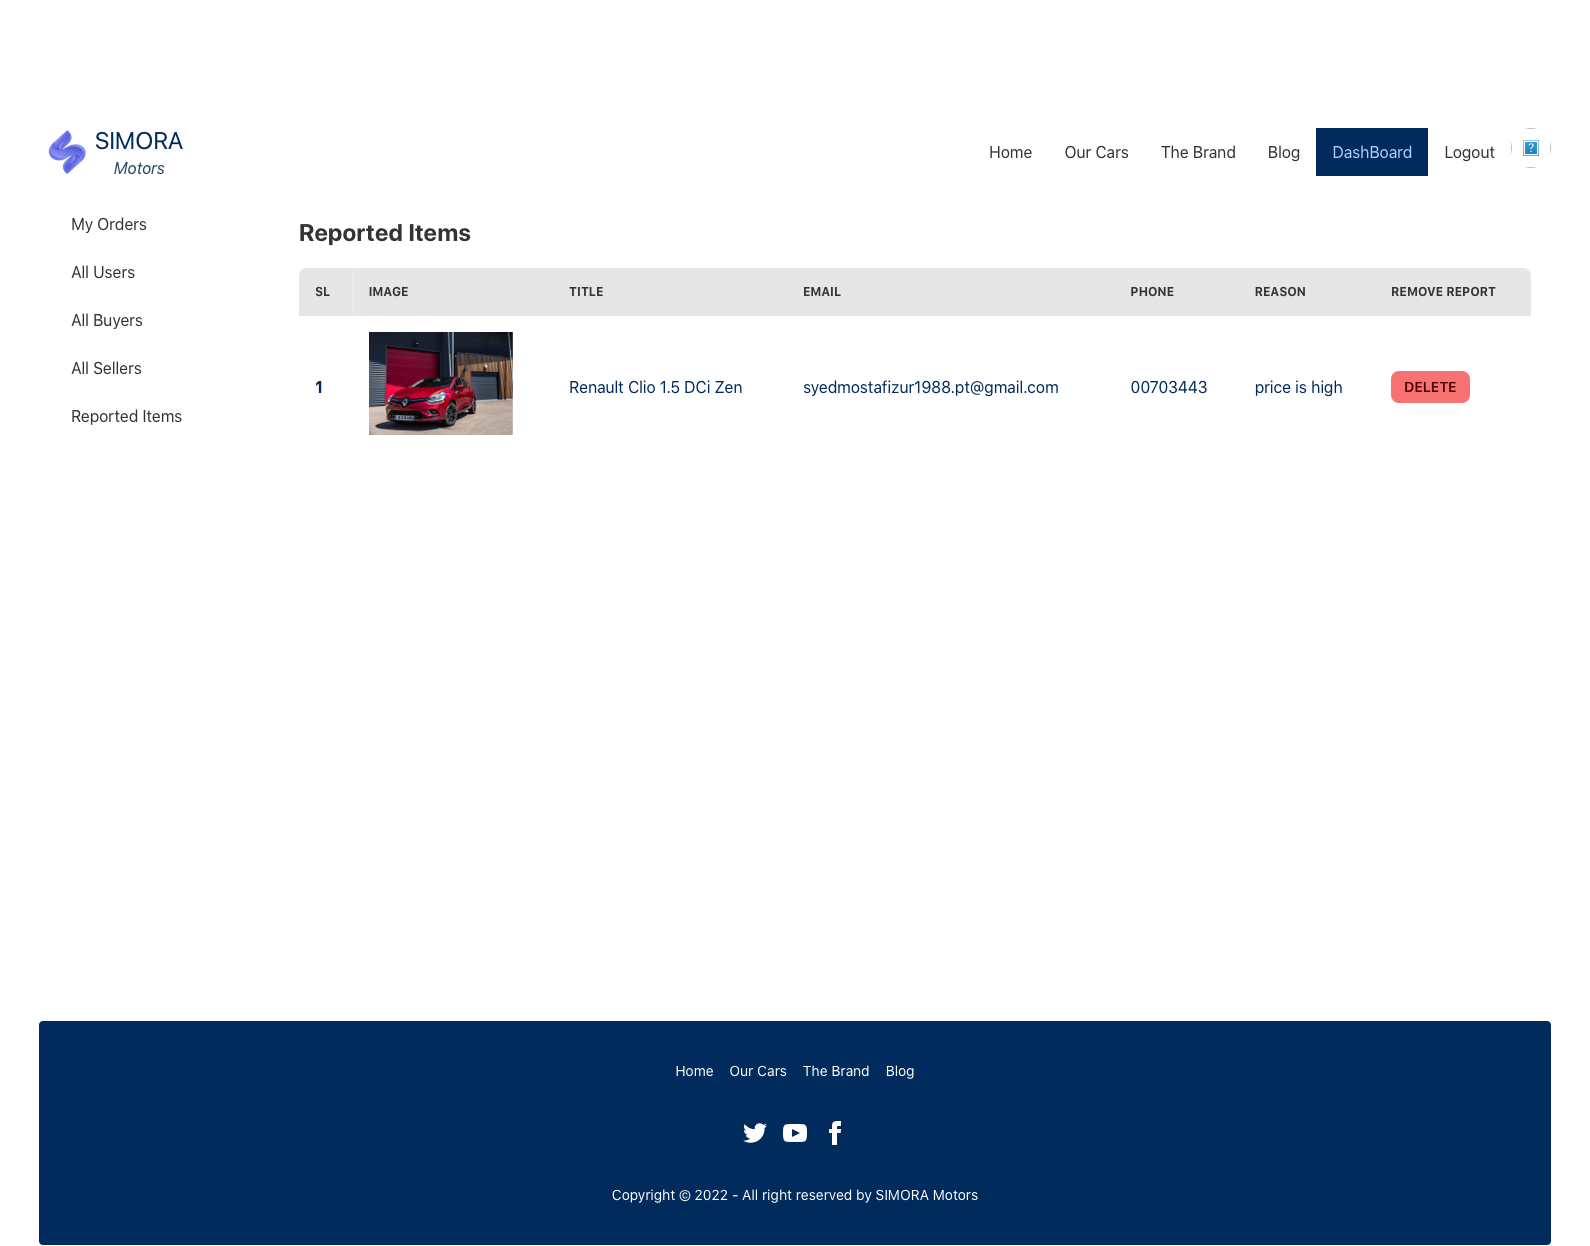 SIMORA
Motors
Home Our Cars The Brand Blog DashBoard Logout
My Orders
All Users
All Buyers
All Sellers
Reported Items
Reported Items
SL IMAGE TITLE EMAIL PHONE REASON REMOVE REPORT
1 Renault Clio 1.5 DCi Zen syedmostafizur1988.pt@gmail.com 00703443 price is high DELETE
Home Our Cars The Brand Blog
Copyright © 2022 - All right reserved by SIMORA Motors